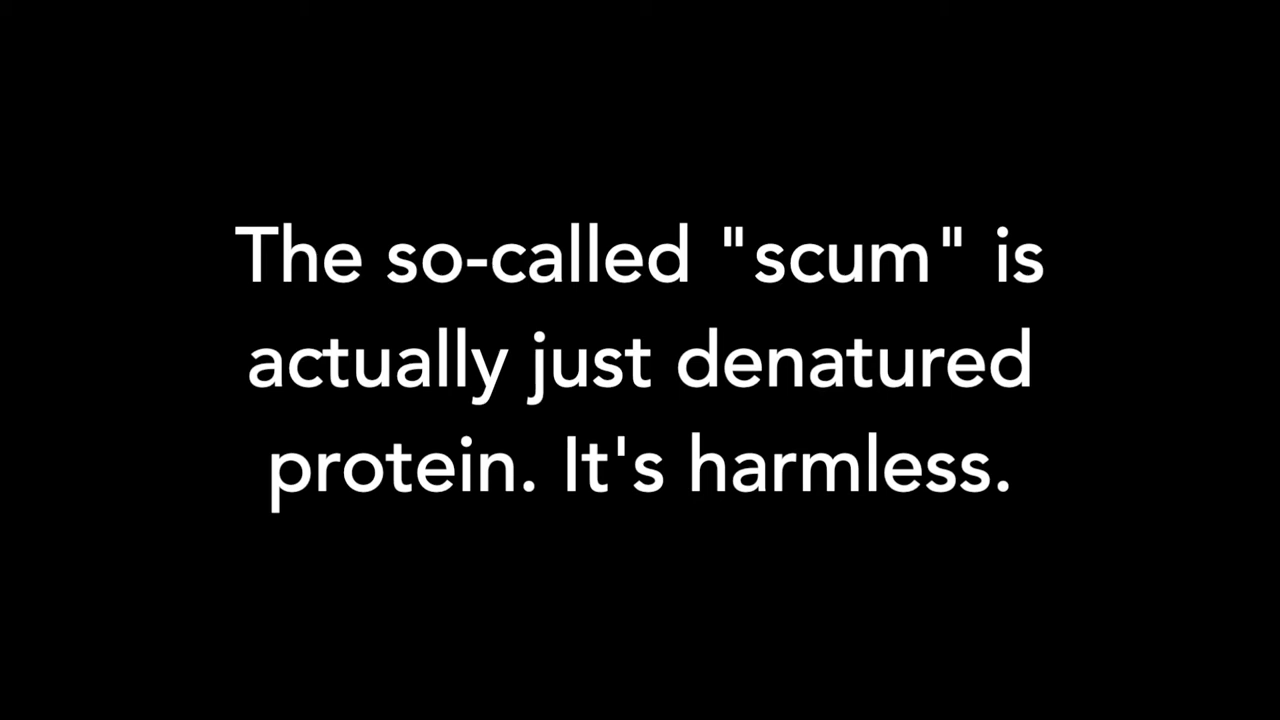 The so-called "scum" is
actually just denatured
protein. It's harmless.